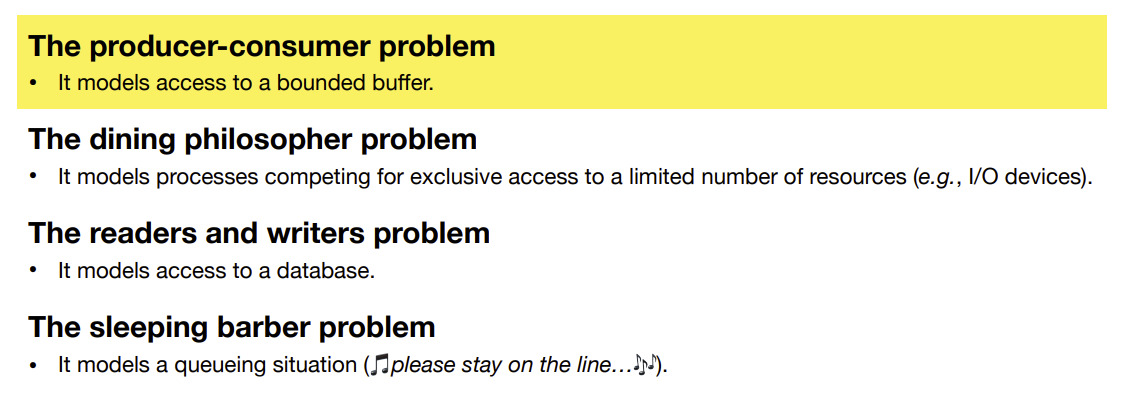 The producer-consumer problem
• It models access to a bounded buffer.
The dining philosopher problem
• It models processes competing for exclusive access to a limited number of resources (e.g., I/O devices).
The readers and writers problem
• It models access to a database.
The sleeping barber problem
• It models a queueing situation (🎵please stay on the line…🎶).